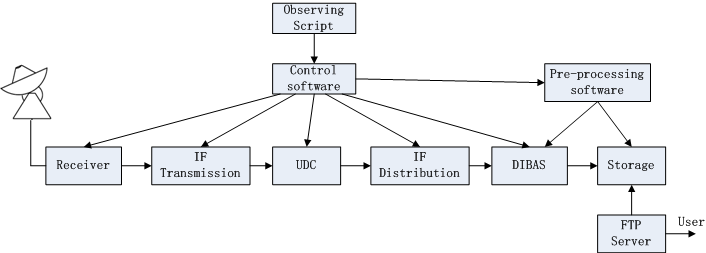 Observing
Script
Control
software
Pre-processing
software
Receiver
IF
Transmission
UDC
IF
Distribution
DIBAS
Storage
FTP
Server
User